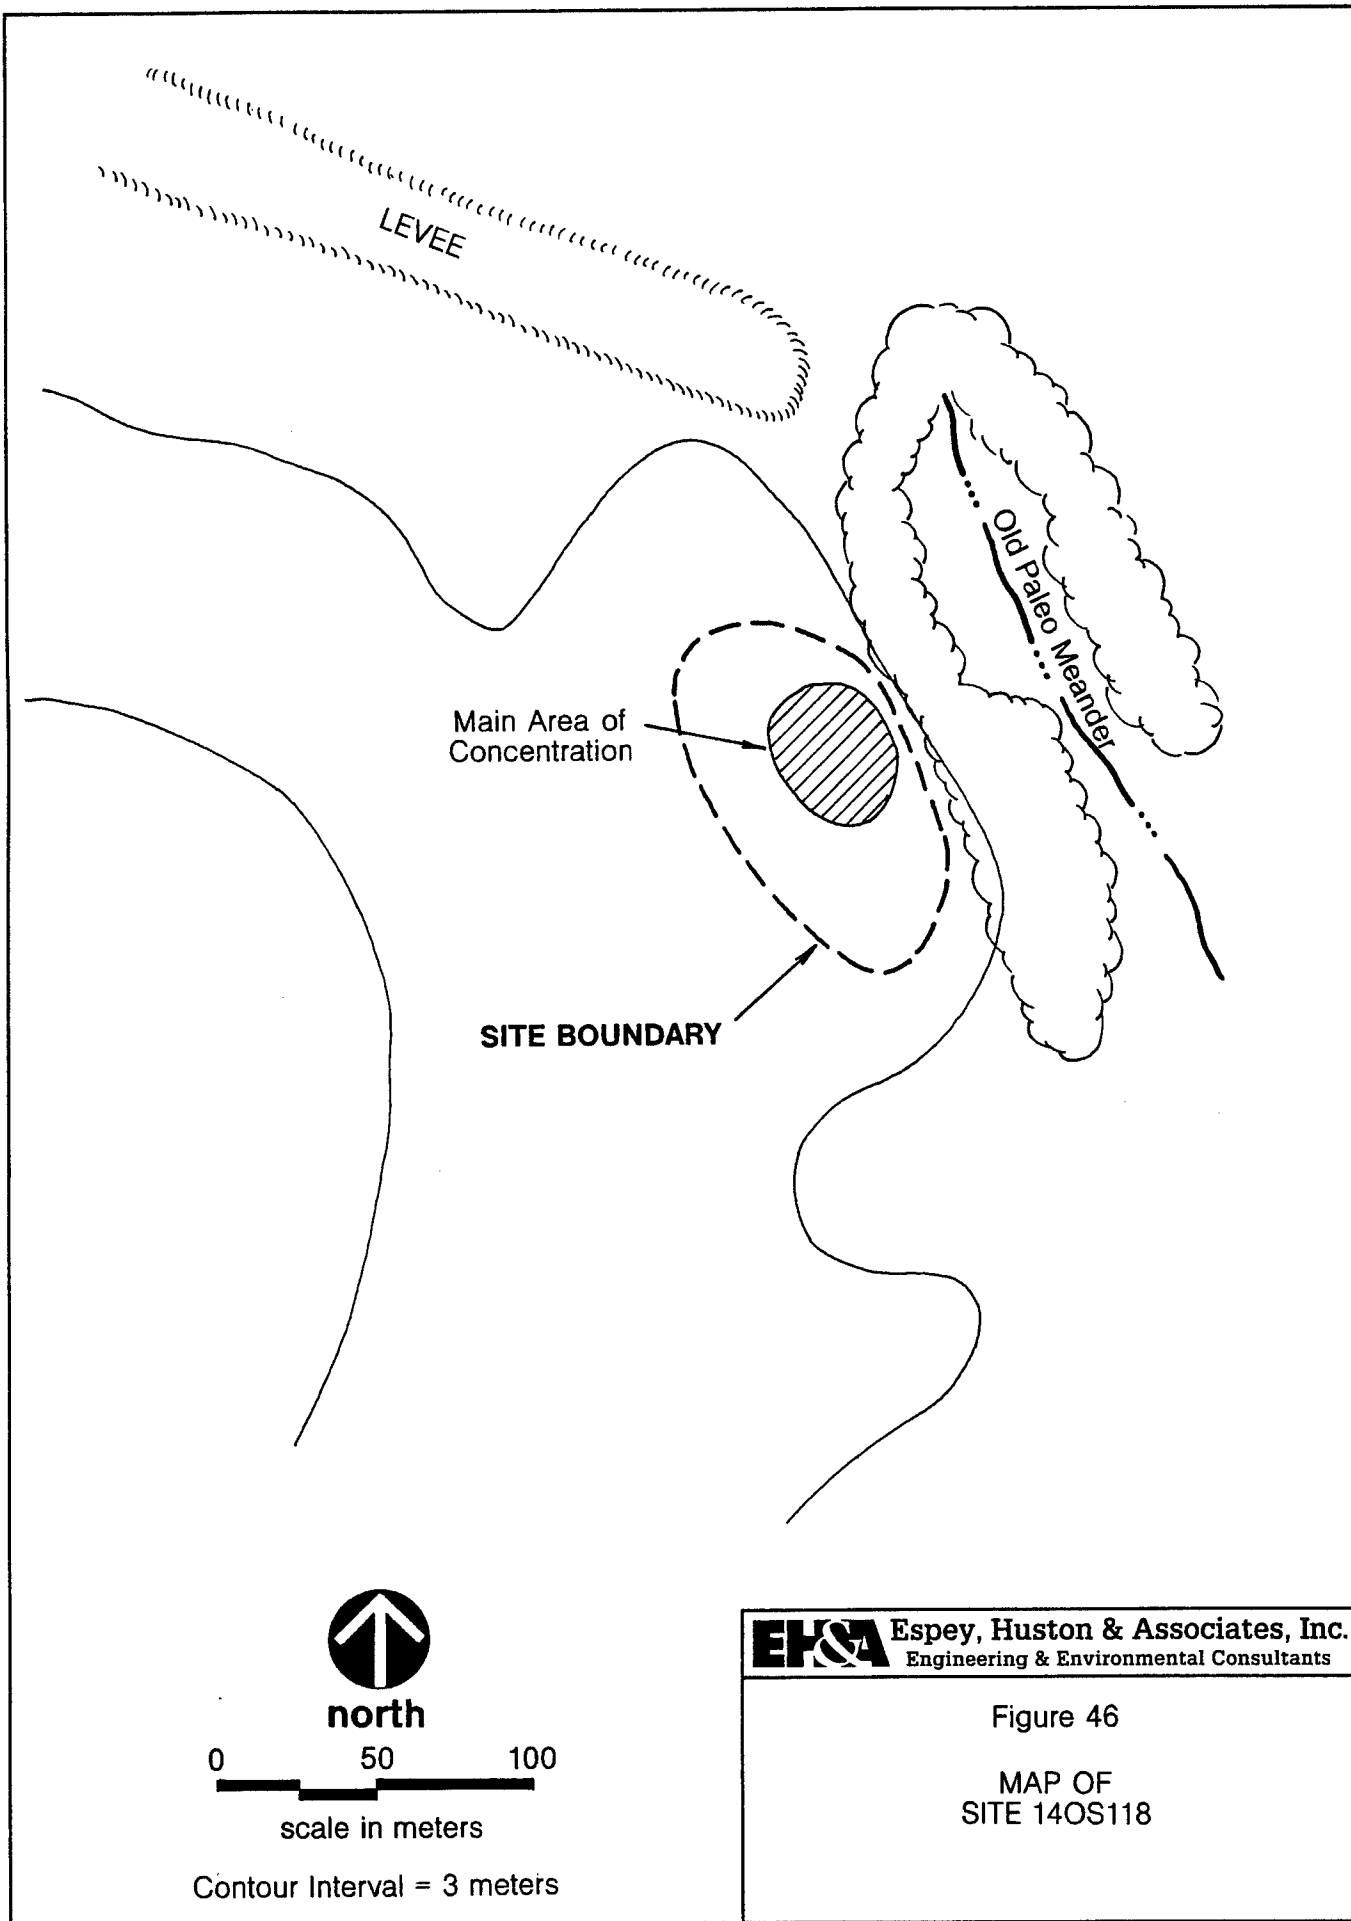 LEVEE
Old Paleo Meander
Main Area of
Concentration
SITE BOUNDARY
north
0 50 100
scale in meters
Contour Interval = 3 meters
EH&A Espey, Huston & Associates, Inc.
Engineering & Environmental Consultants
Figure 46
MAP OF
SITE 14OS118